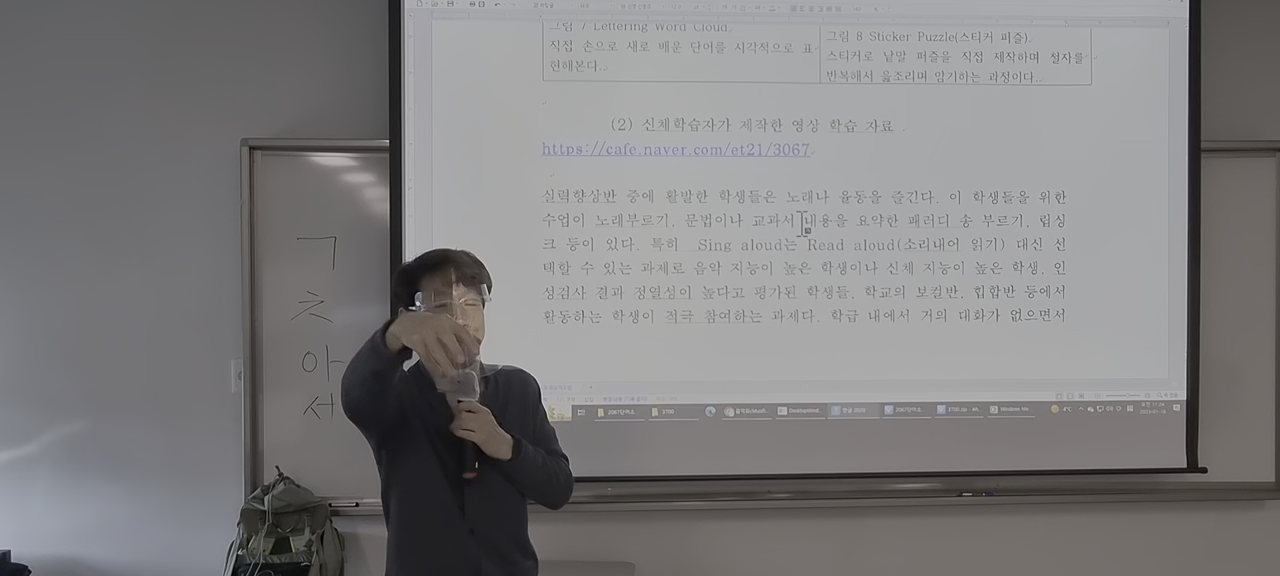 그림 7 Lettering Word Cloud.
직접 손으로 새로 배운 단어를 시각적으로 표
현해본다.
그림 8 Sticker Puzzle(스티커 퍼즐).
스티커로 낱말 퍼즐을 직접 제작하며 철자를
반복해서 읊조리며 암기하는 과정이다.
(2) 신체학습자가 제작한 영상 학습 자료
https://cafe.naver.com/et21/3067
실력향상반 중에 활발한 학생들은 노래나 율동을 즐긴다. 이 학생들을 위한
수업이 노래부르기, 문법이나 교과서 내용을 요약한 패러디 송 부르기, 립싱
크 등이 있다. 특히 Sing aloud는 Read aloud(소리내어 읽기) 대신 선
택할 수 있는 과제로 음악 지능이 높은 학생이나 신체 지능이 높은 학생, 인
성검사 결과 정열성이 높다고 평가된 학생들, 학교의 보컬반, 힙합반 등에서
활동하는 학생이 적극 참여하는 과제다. 학급 내에서 거의 대화가 없으면서
ㄱ
ㅊ
아
서
3700
한글 2020
4℃